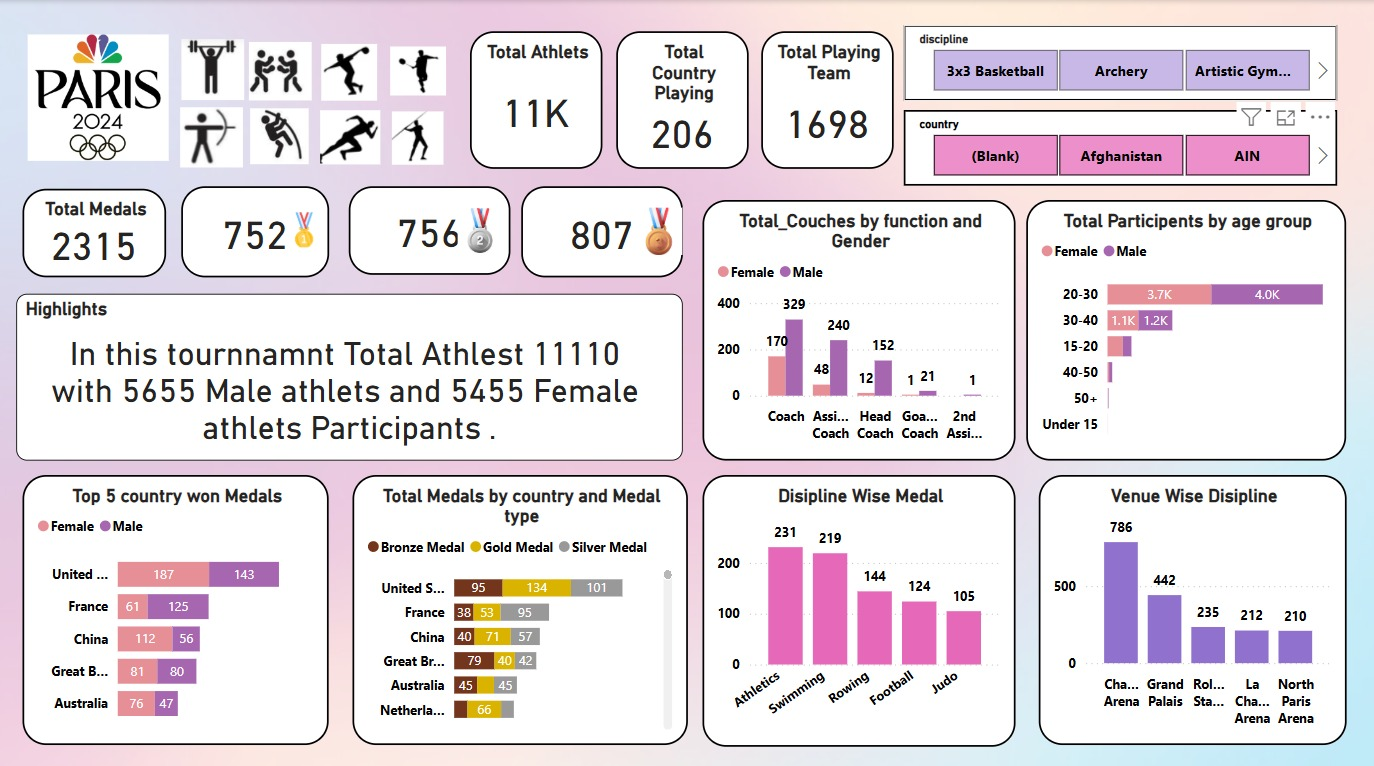 PARIS
2024
Total Athlets
11K
Total
Country
Playing
206
Total Playing
Team
1698
discipline
3x3 Basketball
Archery
Artistic Gym...
country
(Blank)
Afghanistan
AIN
Total Medals
2315
752
1
756
2
807
Highlights
In this tournnamnt Total Athlest 11110
with 5655 Male athlets and 5455 Female
athlets Participants .
Total_Couches by function and
Gender
Female Male
400
200
0
170
329
48
240
12
152
1
21
1
Coach
Assi...
Coach
Head
Coach
Goa...
Coach
2nd
Assi...
Total Participents by age group
Female Male
20-30 3.7K 4.0K
30-40 1.1K 1.2K
15-20
40-50
50+
Under 15
Top 5 country won Medals
Female Male
United ... 187 143
France 61 125
China 112 56
Great B... 81 80
Australia 76 47
Total Medals by country and Medal
type
Bronze Medal Gold Medal Silver Medal
United S... 95 134 101
France 38 53 95
China 40 71 57
Great Br... 79 40 42
Australia 45 45
Netherla... 66
Disipline Wise Medal
200
100
0
231
219
144
124
105
Athletics
Swimming
Rowing
Football
Judo
Venue Wise Disipline
500
0
786
442
235
212
210
Cha...
Arena
Grand
Palais
Rol...
Sta...
La
Cha...
Arena
North
Paris
Arena